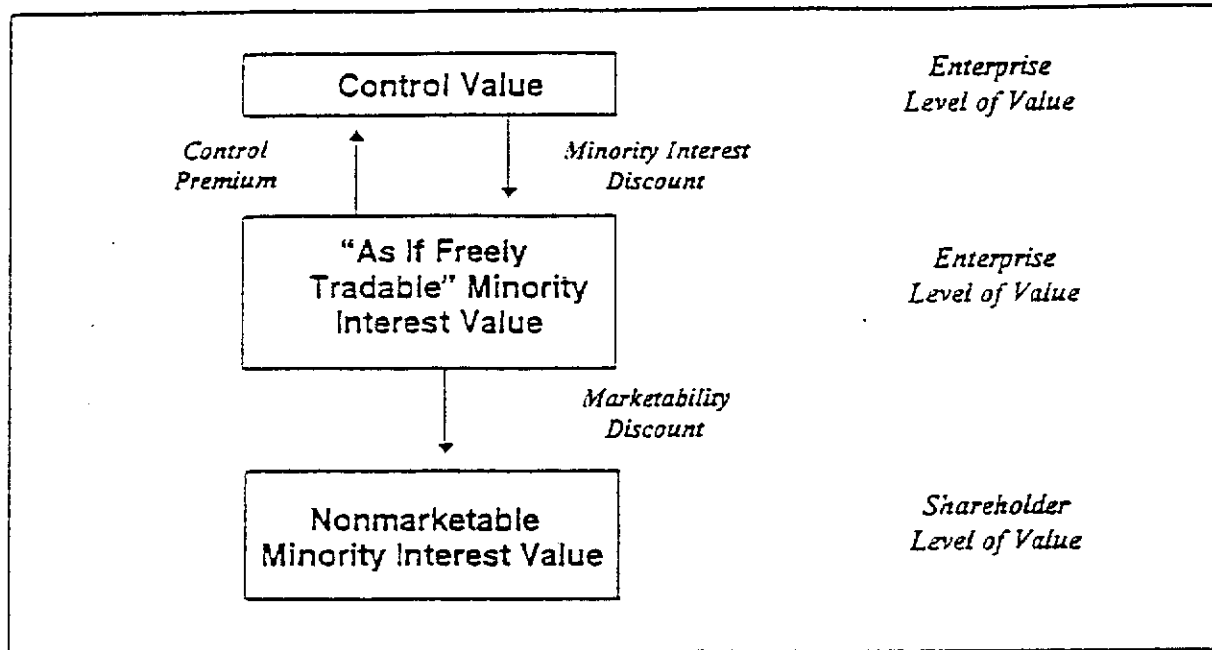 Control Value
Enterprise
Level of Value
Control
Premium
Minority Interest
Discount
"As If Freely
Tradable" Minority
Interest Value
Enterprise
Level of Value
Marketability
Discount
Nonmarketable
Minority Interest Value
Shareholder
Level of Value